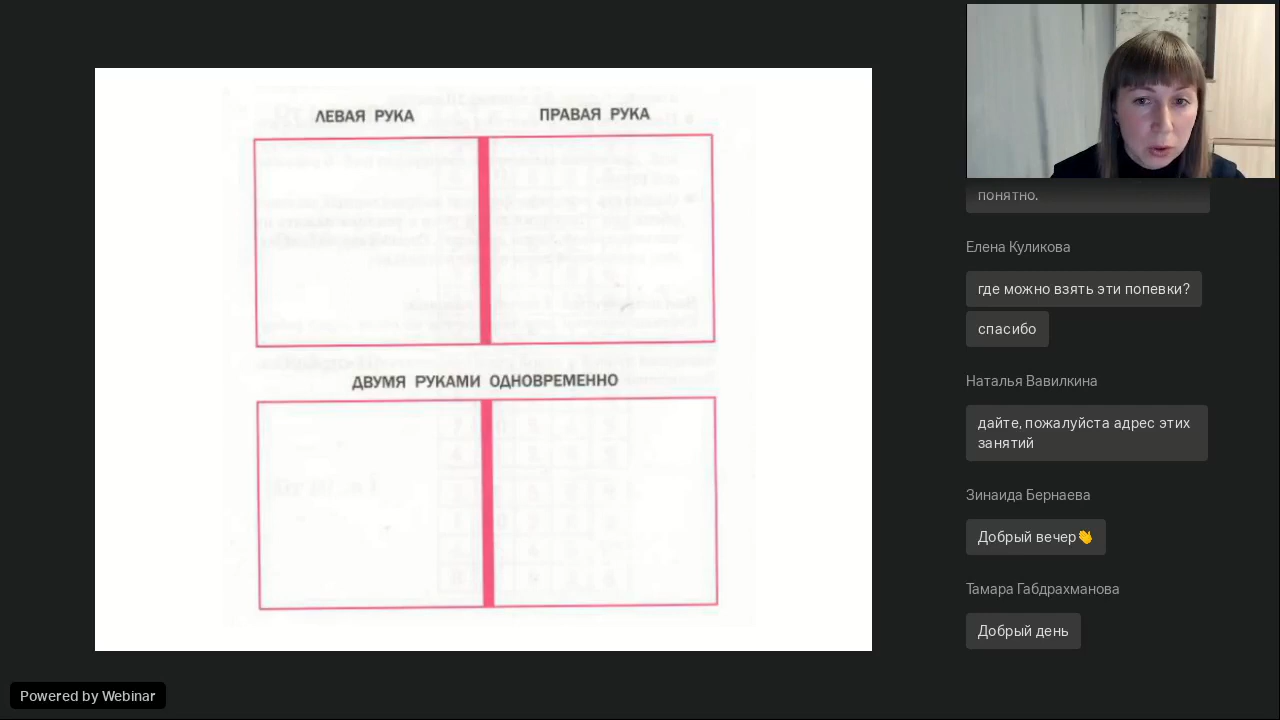 ЛЕВАЯ РУКА
ПРАВАЯ РУКА
ДВУМЯ РУКАМИ ОДНОВРЕМЕННО
понятно.
Елена Куликова
где можно взять эти попевки?
спасибо
Наталья Вавилкина
дайте, пожалуйста адрес этих
занятий
Зинаида Бернаева
Добрый вечер👏
Тамара Габдрахманова
Добрый день
Powered by Webinar